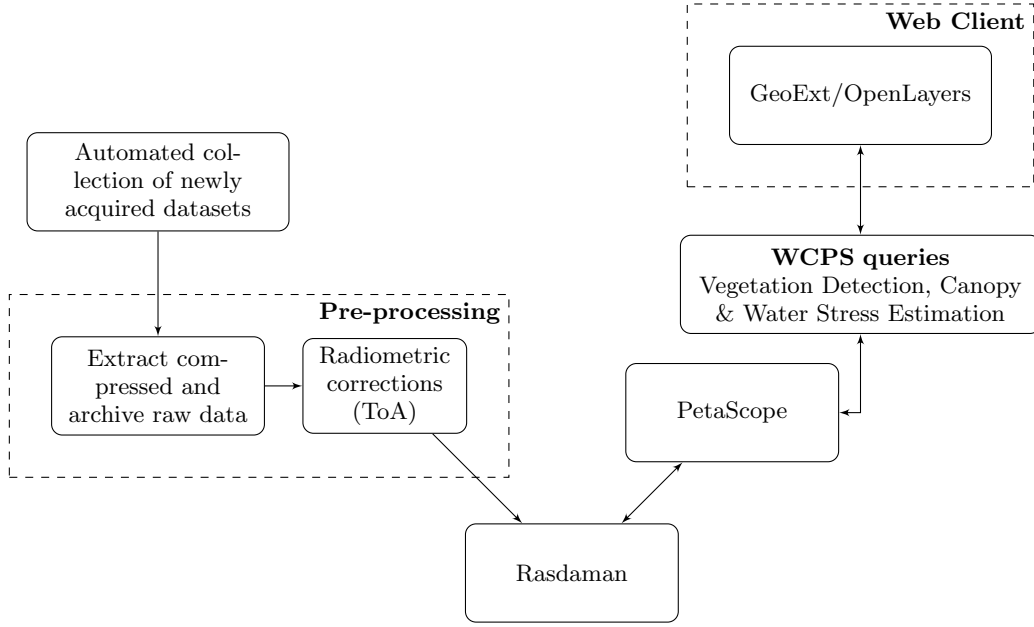 Web Client
GeoExt/OpenLayers
Automated col-
lection of newly
acquired datasets
WCPS queries
Vegetation Detection, Canopy
& Water Stress Estimation
Pre-processing
Extract com-
pressed and
archive raw data
Radiometric
corrections
(ToA)
PetaScope
Rasdaman